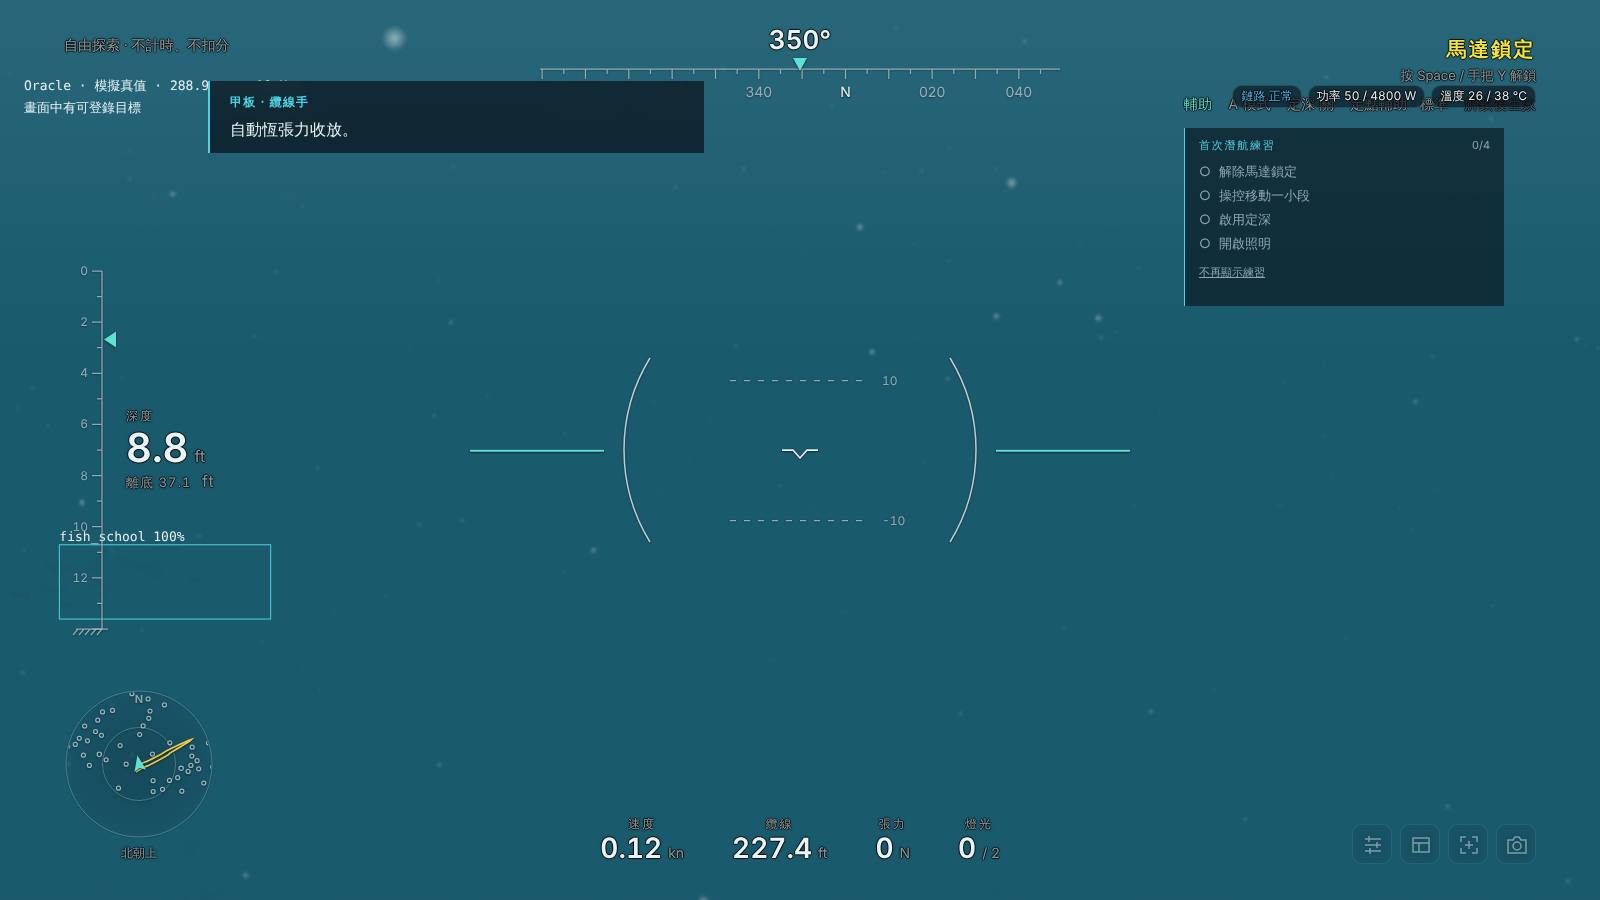 自由探索 · 不計時、不扣分
350°
340 N 020 040
馬達鎖定
按 Space / 手把 Y 解鎖
Oracle · 模擬真值 · 288.9
畫面中有可登錄目標
甲板 · 纜線手
自動恆張力收放。
鏈路 正常 功率 50 / 4800 W 溫度 26 / 38 °C
輔助
首次潛航練習 0/4
解除馬達鎖定
操控移動一小段
啟用定深
開啟照明
不再顯示練習
0
2
4
6
8
10
12
深度
8.8 ft
離底 37.1 ft
10
-10
fish_school 100%
N
北朝上
速度
0.12 kn
纜線
227.4 ft
張力
0 N
燈光
0 / 2